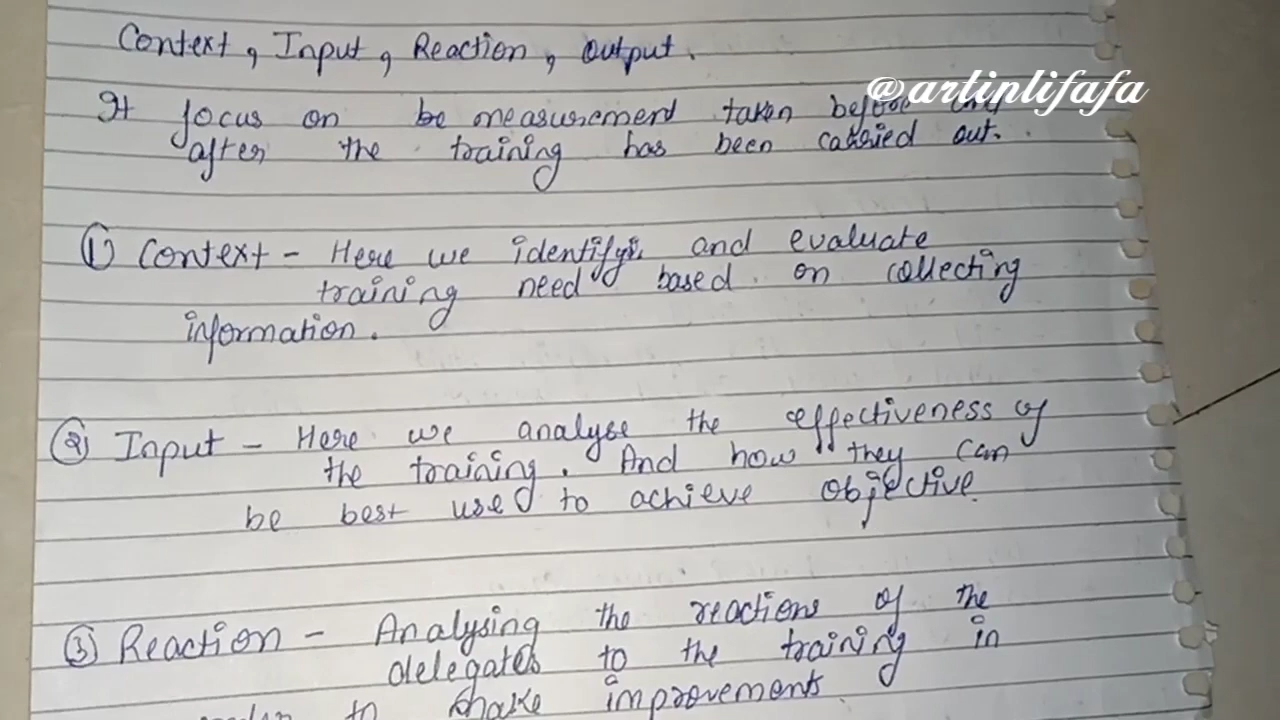 Context, Input, Reaction, output.
@artinlifafa
It focus on be measurement taken before and
after the training has been carried out.
① Context - Here we identifyi and evaluate
training need based on collecting
information.
② Input - Here we analyse the effectiveness of
the training. And how they can
be best used to achieve objective.
③ Reaction - Analysing the reactions of the
delegates to the training in
to make improvements